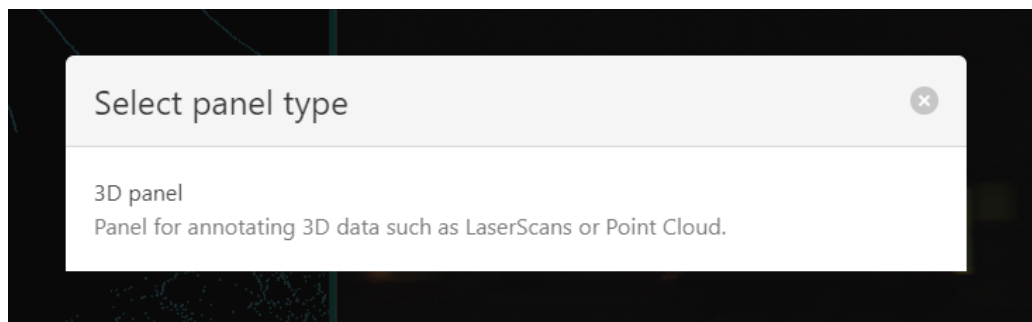 Select panel type
3D panel
Panel for annotating 3D data such as LaserScans or Point Cloud.